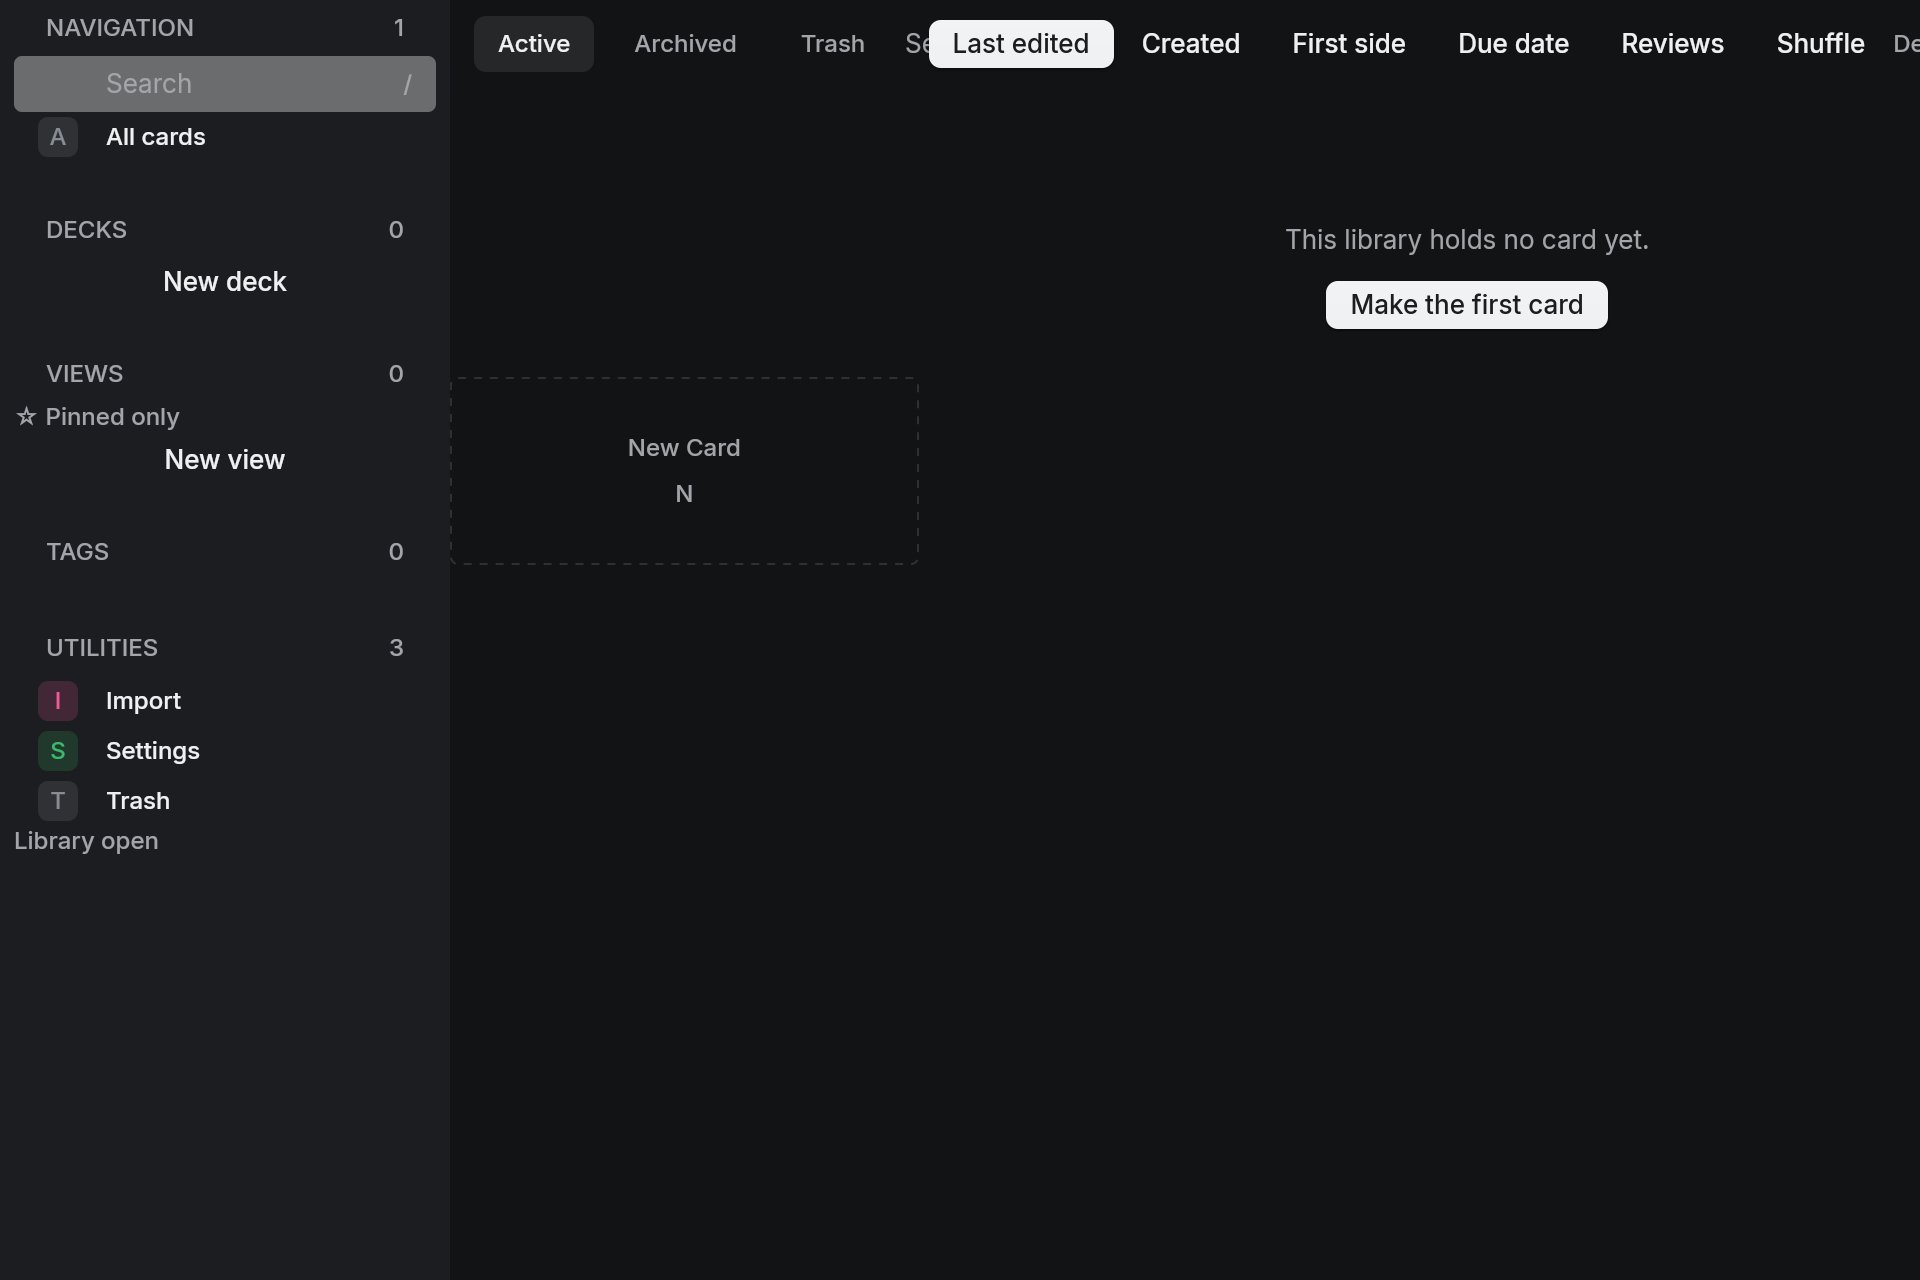 NAVIGATION 1
Search /
A All cards
DECKS 0
New deck
VIEWS 0
☆ Pinned only
New view
TAGS 0
UTILITIES 3
I Import
S Settings
T Trash
Library open
Active Archived Trash Se Last edited Created First side Due date Reviews Shuffle De
This library holds no card yet.
Make the first card
New Card
N